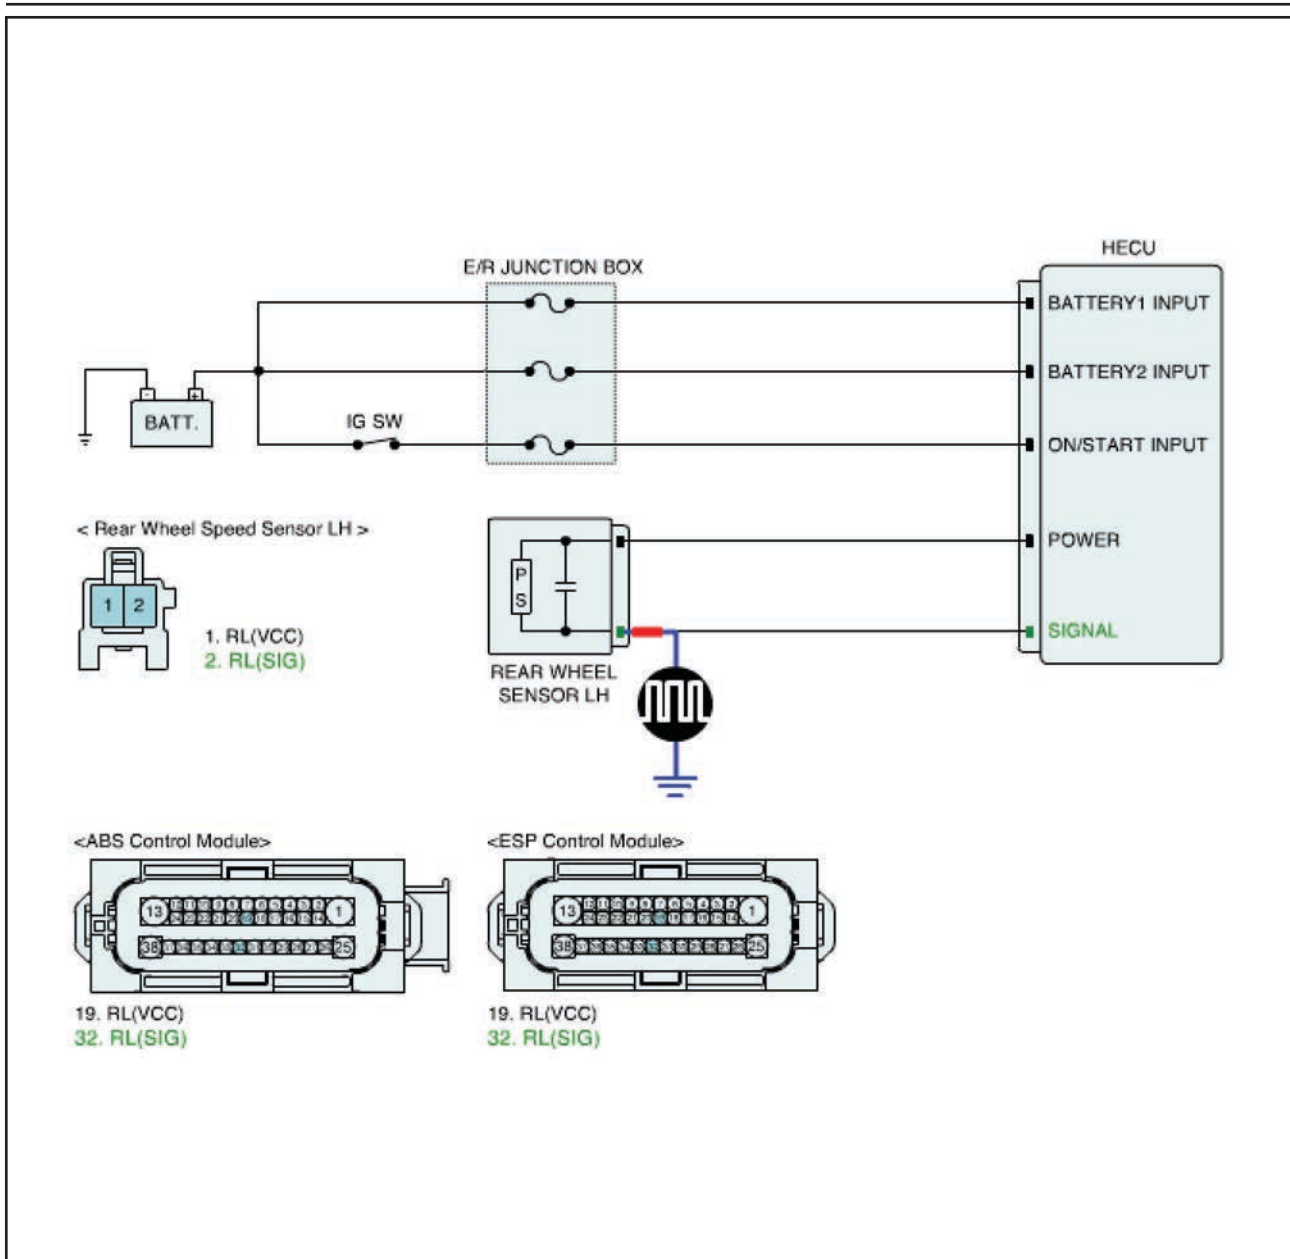 HECU
E/R JUNCTION BOX
BATTERY1 INPUT
BATTERY2 INPUT
- +
BATT.
IG SW
ON/START INPUT
< Rear Wheel Speed Sensor LH >
POWER
P
S
1 2
1. RL(VCC)
2. RL(SIG)
SIGNAL
REAR WHEEL
SENSOR LH
<ABS Control Module>
<ESP Control Module>
13
1
38
25
13
1
38
25
19. RL(VCC)
32. RL(SIG)
19. RL(VCC)
32. RL(SIG)